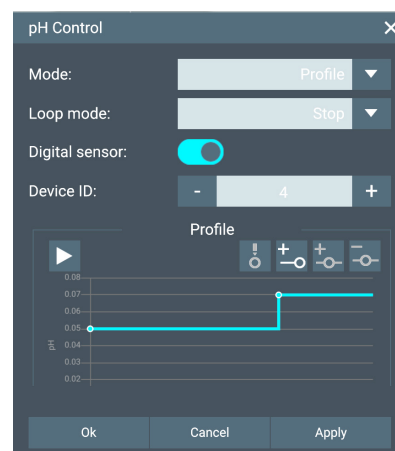 pH Control
Mode: Profile
Loop mode: Stop
Digital sensor:
Device ID: - 4 +
Profile
0.08
0.07
0.06
0.05
0.04
0.03
0.02
pH
Ok Cancel Apply